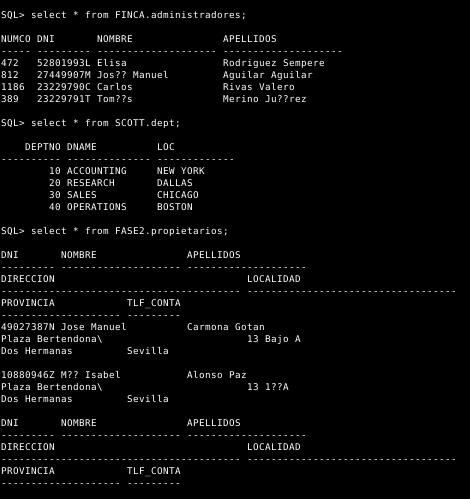 SQL> select * from FINCA.administradores;
NUMCO DNI       NOMBRE               APELLIDOS
----- --------- -------------------- --------------------
472   52801993L Elisa                Rodriguez Sempere
812   27449907M Jos?? Manuel         Aguilar Aguilar
1186  23229790C Carlos               Rivas Valero
389   23229791T Tom??s               Merino Ju??rez
SQL> select * from SCOTT.dept;
    DEPTNO DNAME          LOC
---------- -------------- -------------
        10 ACCOUNTING     NEW YORK
        20 RESEARCH       DALLAS
        30 SALES          CHICAGO
        40 OPERATIONS     BOSTON
SQL> select * from FASE2.propietarios;
DNI       NOMBRE               APELLIDOS
--------- -------------------- --------------------
DIRECCION                                LOCALIDAD
---------------------------------------- -----------------------------------
PROVINCIA            TLF_CONTA
-------------------- ---------
49027387N Jose Manuel          Carmona Gotan
Plaza Bertendona\                        13 Bajo A
Dos Hermanas         Sevilla
10880946Z M?? Isabel           Alonso Paz
Plaza Bertendona\                        13 1??A
Dos Hermanas         Sevilla
DNI       NOMBRE               APELLIDOS
--------- -------------------- --------------------
DIRECCION                                LOCALIDAD
---------------------------------------- -----------------------------------
PROVINCIA            TLF_CONTA
-------------------- ---------